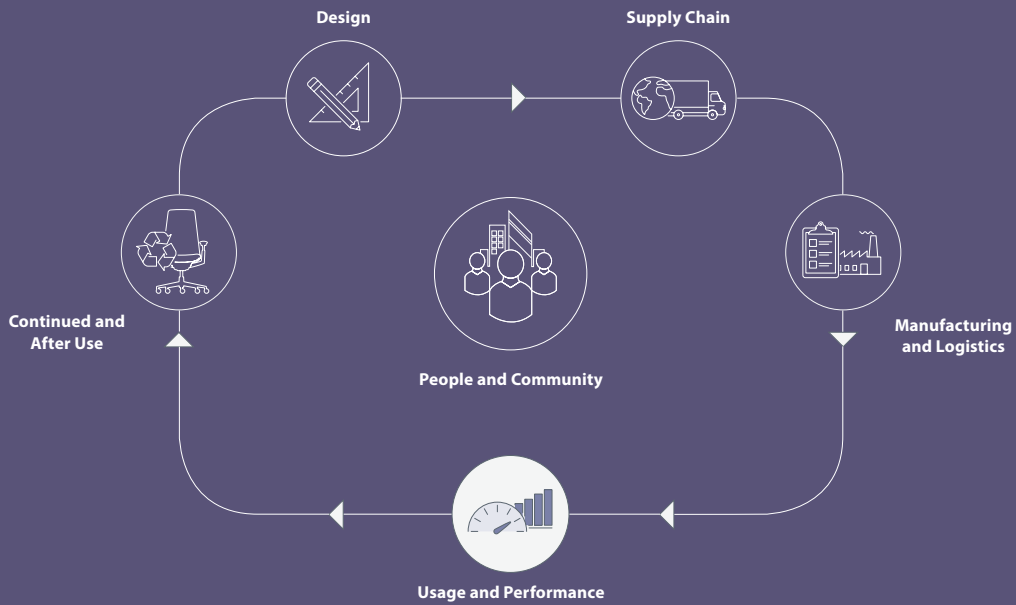 Design
Supply Chain
Continued and
After Use
Manufacturing
and Logistics
People and Community
Usage and Performance